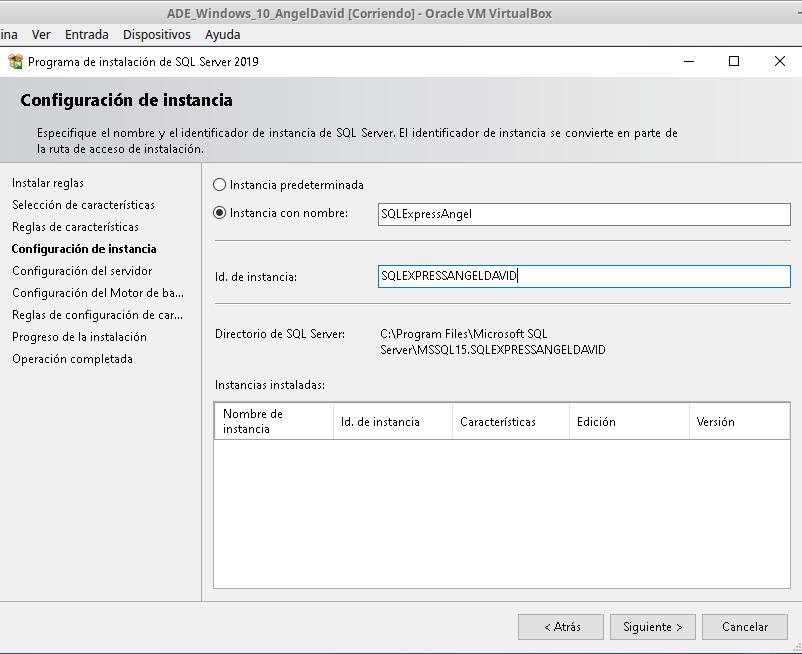 ADE_Windows_10_AngelDavid [Corriendo] - Oracle VM VirtualBox
ina Ver Entrada Dispositivos Ayuda
Programa de instalación de SQL Server 2019
Configuración de instancia
Especifique el nombre y el identificador de instancia de SQL Server. El identificador de instancia se convierte en parte de
la ruta de acceso de instalación.
Instalar reglas
Selección de características
Reglas de características
Configuración de instancia
Configuración del servidor
Configuración del Motor de ba...
Reglas de configuración de car...
Progreso de la instalación
Operación completada
Instancia predeterminada
Instancia con nombre: SQLExpressAngel
Id. de instancia: SQLEXPRESSANGELDAVID
Directorio de SQL Server: C:\Program Files\Microsoft SQL
Server\MSSQL15.SQLEXPRESSANGELDAVID
Instancias instaladas:
Nombre de
instancia
Id. de instancia
Características
Edición
Versión
< Atrás
Siguiente >
Cancelar